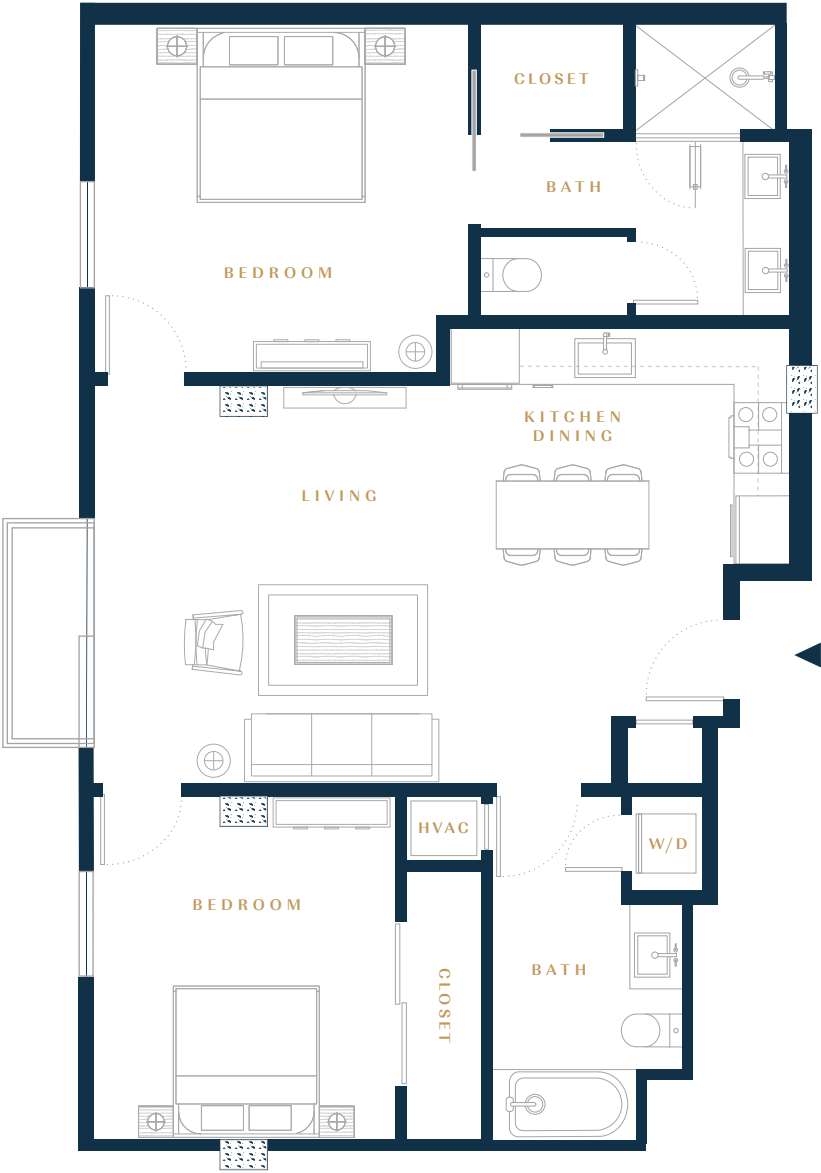 CLOSET
BATH
BEDROOM
KITCHEN
DINING
LIVING
HVAC
W/D
BEDROOM
CLOSET
BATH